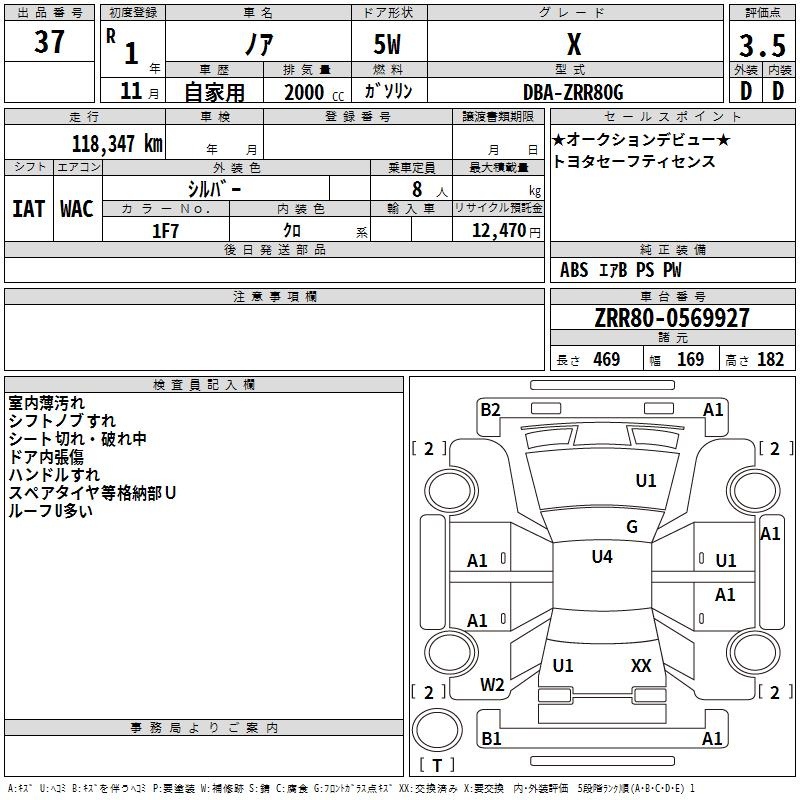 出品番号 初度登録 車名 ドア形状 グレード 評価点
37 R 1 年 ﾉｱ 5W X 3.5
車歴 排気量 燃料 型式 外装 内装
11 月 自家用 2000 CC ｶﾞｿﾘﾝ DBA-ZRR80G D D
走行 車検 登録番号 譲渡書類期限 セールスポイント
118,347 km 年 月 月 日 ★オークションデビュー★
トヨタセーフティセンス
シフト エアコン 外装色 乗車定員 最大積載量
IAT WAC ｼﾙﾊﾞｰ 8 人 kg
カラーNo. 内装色 輸入車 リサイクル預託金
1F7 ｸﾛ 系 12,470 円
後日発送部品 純正装備
ABS ｴｱB PS PW
注意事項欄 車台番号
ZRR80-0569927
諸元
長さ 469 幅 169 高さ 182
検査員記入欄
室内薄汚れ
シフトノブすれ
シート切れ・破れ中
ドア内張傷
ハンドルすれ
スペアタイヤ等格納部U
ルーフU多い
事務局よりご案内
B2 A1
[ 2 ] [ 2 ]
U1
G
A1
U4
A1 U1
A1
A1
U1 XX
W2
[ 2 ] [ 2 ]
B1 A1
[ T ]
A:ｷｽﾞ U:ﾍｺﾐ B:ｷｽﾞを伴うﾍｺﾐ P:要塗装 W:補修跡 S:錆 C:腐食 G:ﾌﾛﾝﾄｶﾞﾗｽ点ｷｽﾞ XX:交換済み X:要交換 内・外装評価 5段階ﾗﾝｸ順(A・B・C・D・E) 1